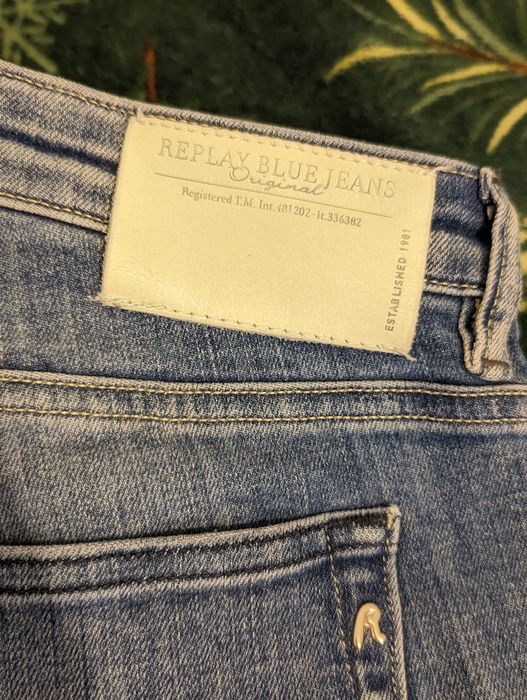 REPLAY BLUE JEANS
Original
Registered T.M. Int.481202-It.336382
ESTABLISHED 1981
R